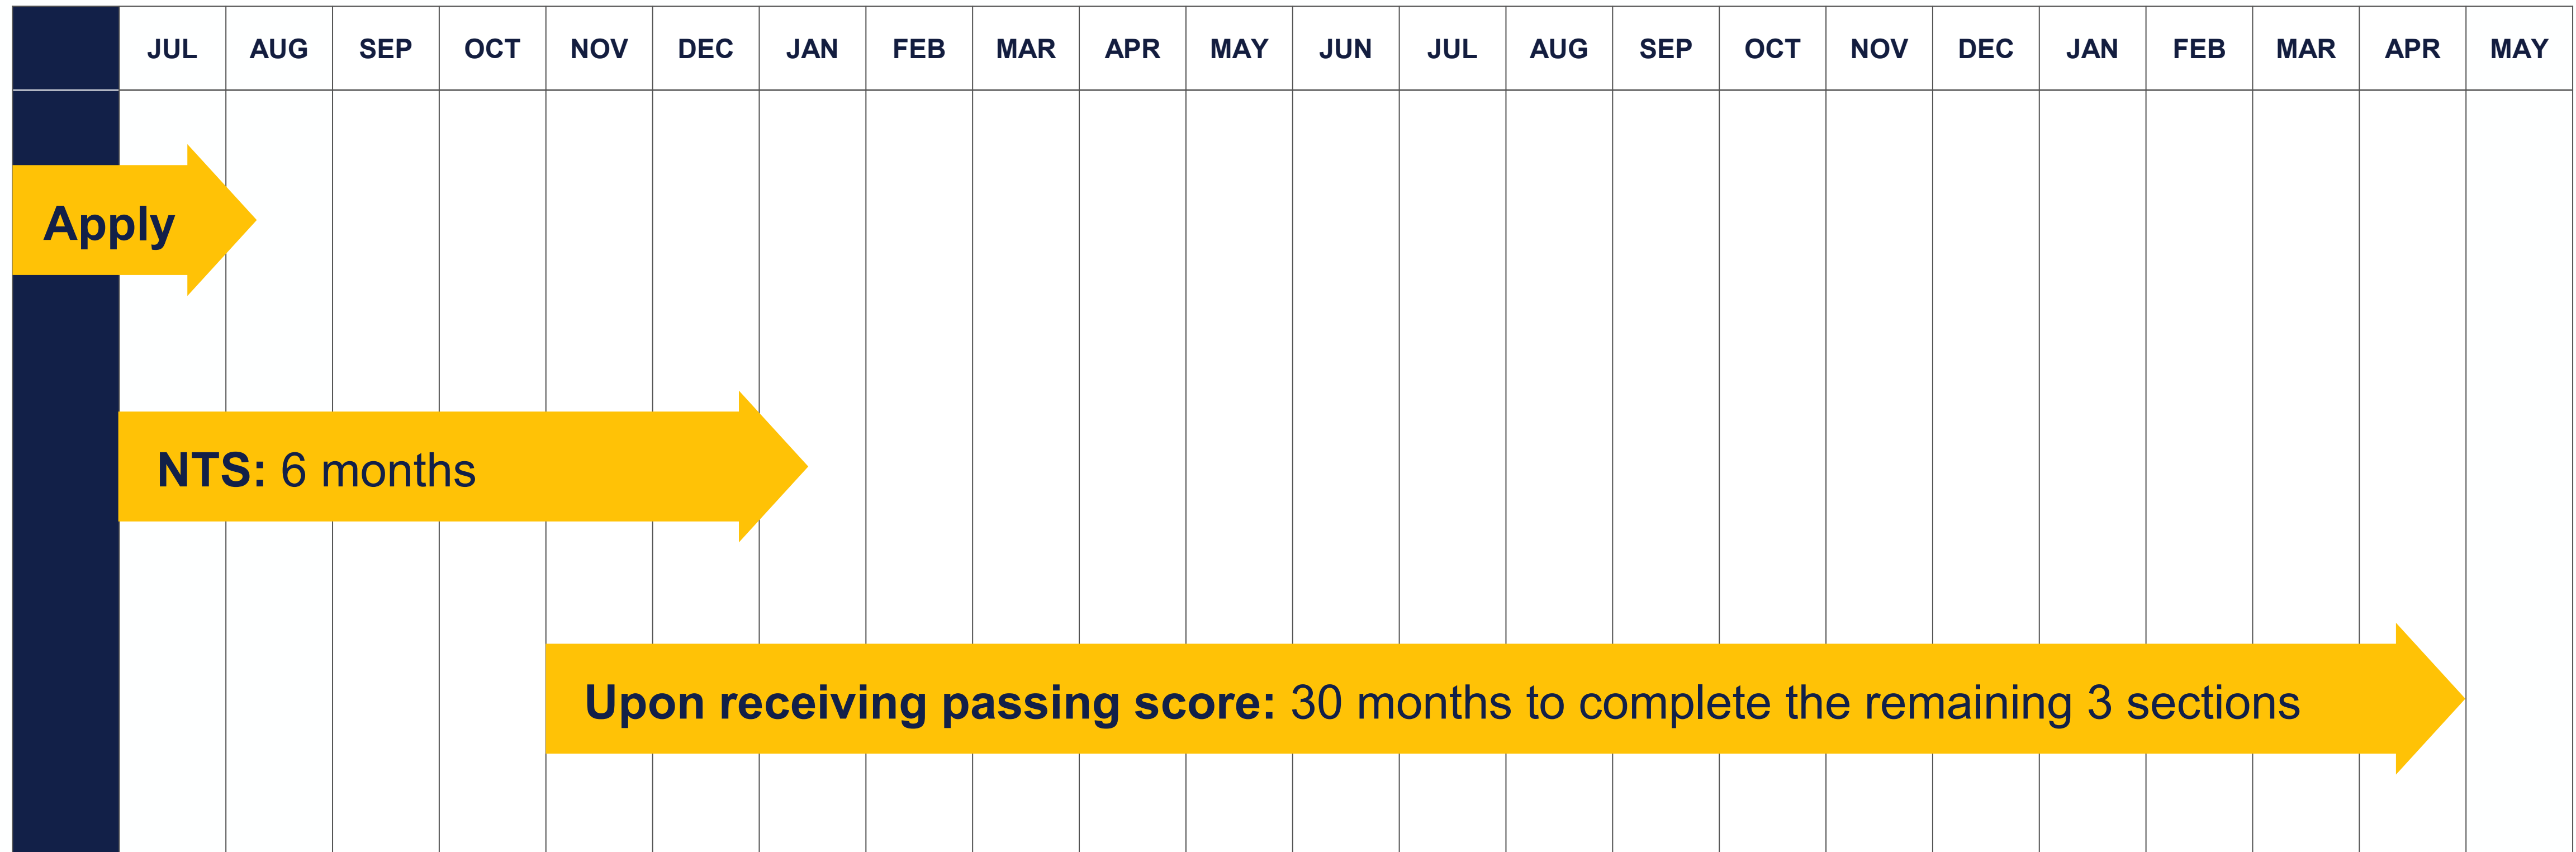 JUL AUG SEP OCT NOV DEC JAN FEB MAR APR MAY JUN JUL AUG SEP OCT NOV DEC JAN FEB MAR APR MAY
Apply
NTS: 6 months
Upon receiving passing score: 30 months to complete the remaining 3 sections